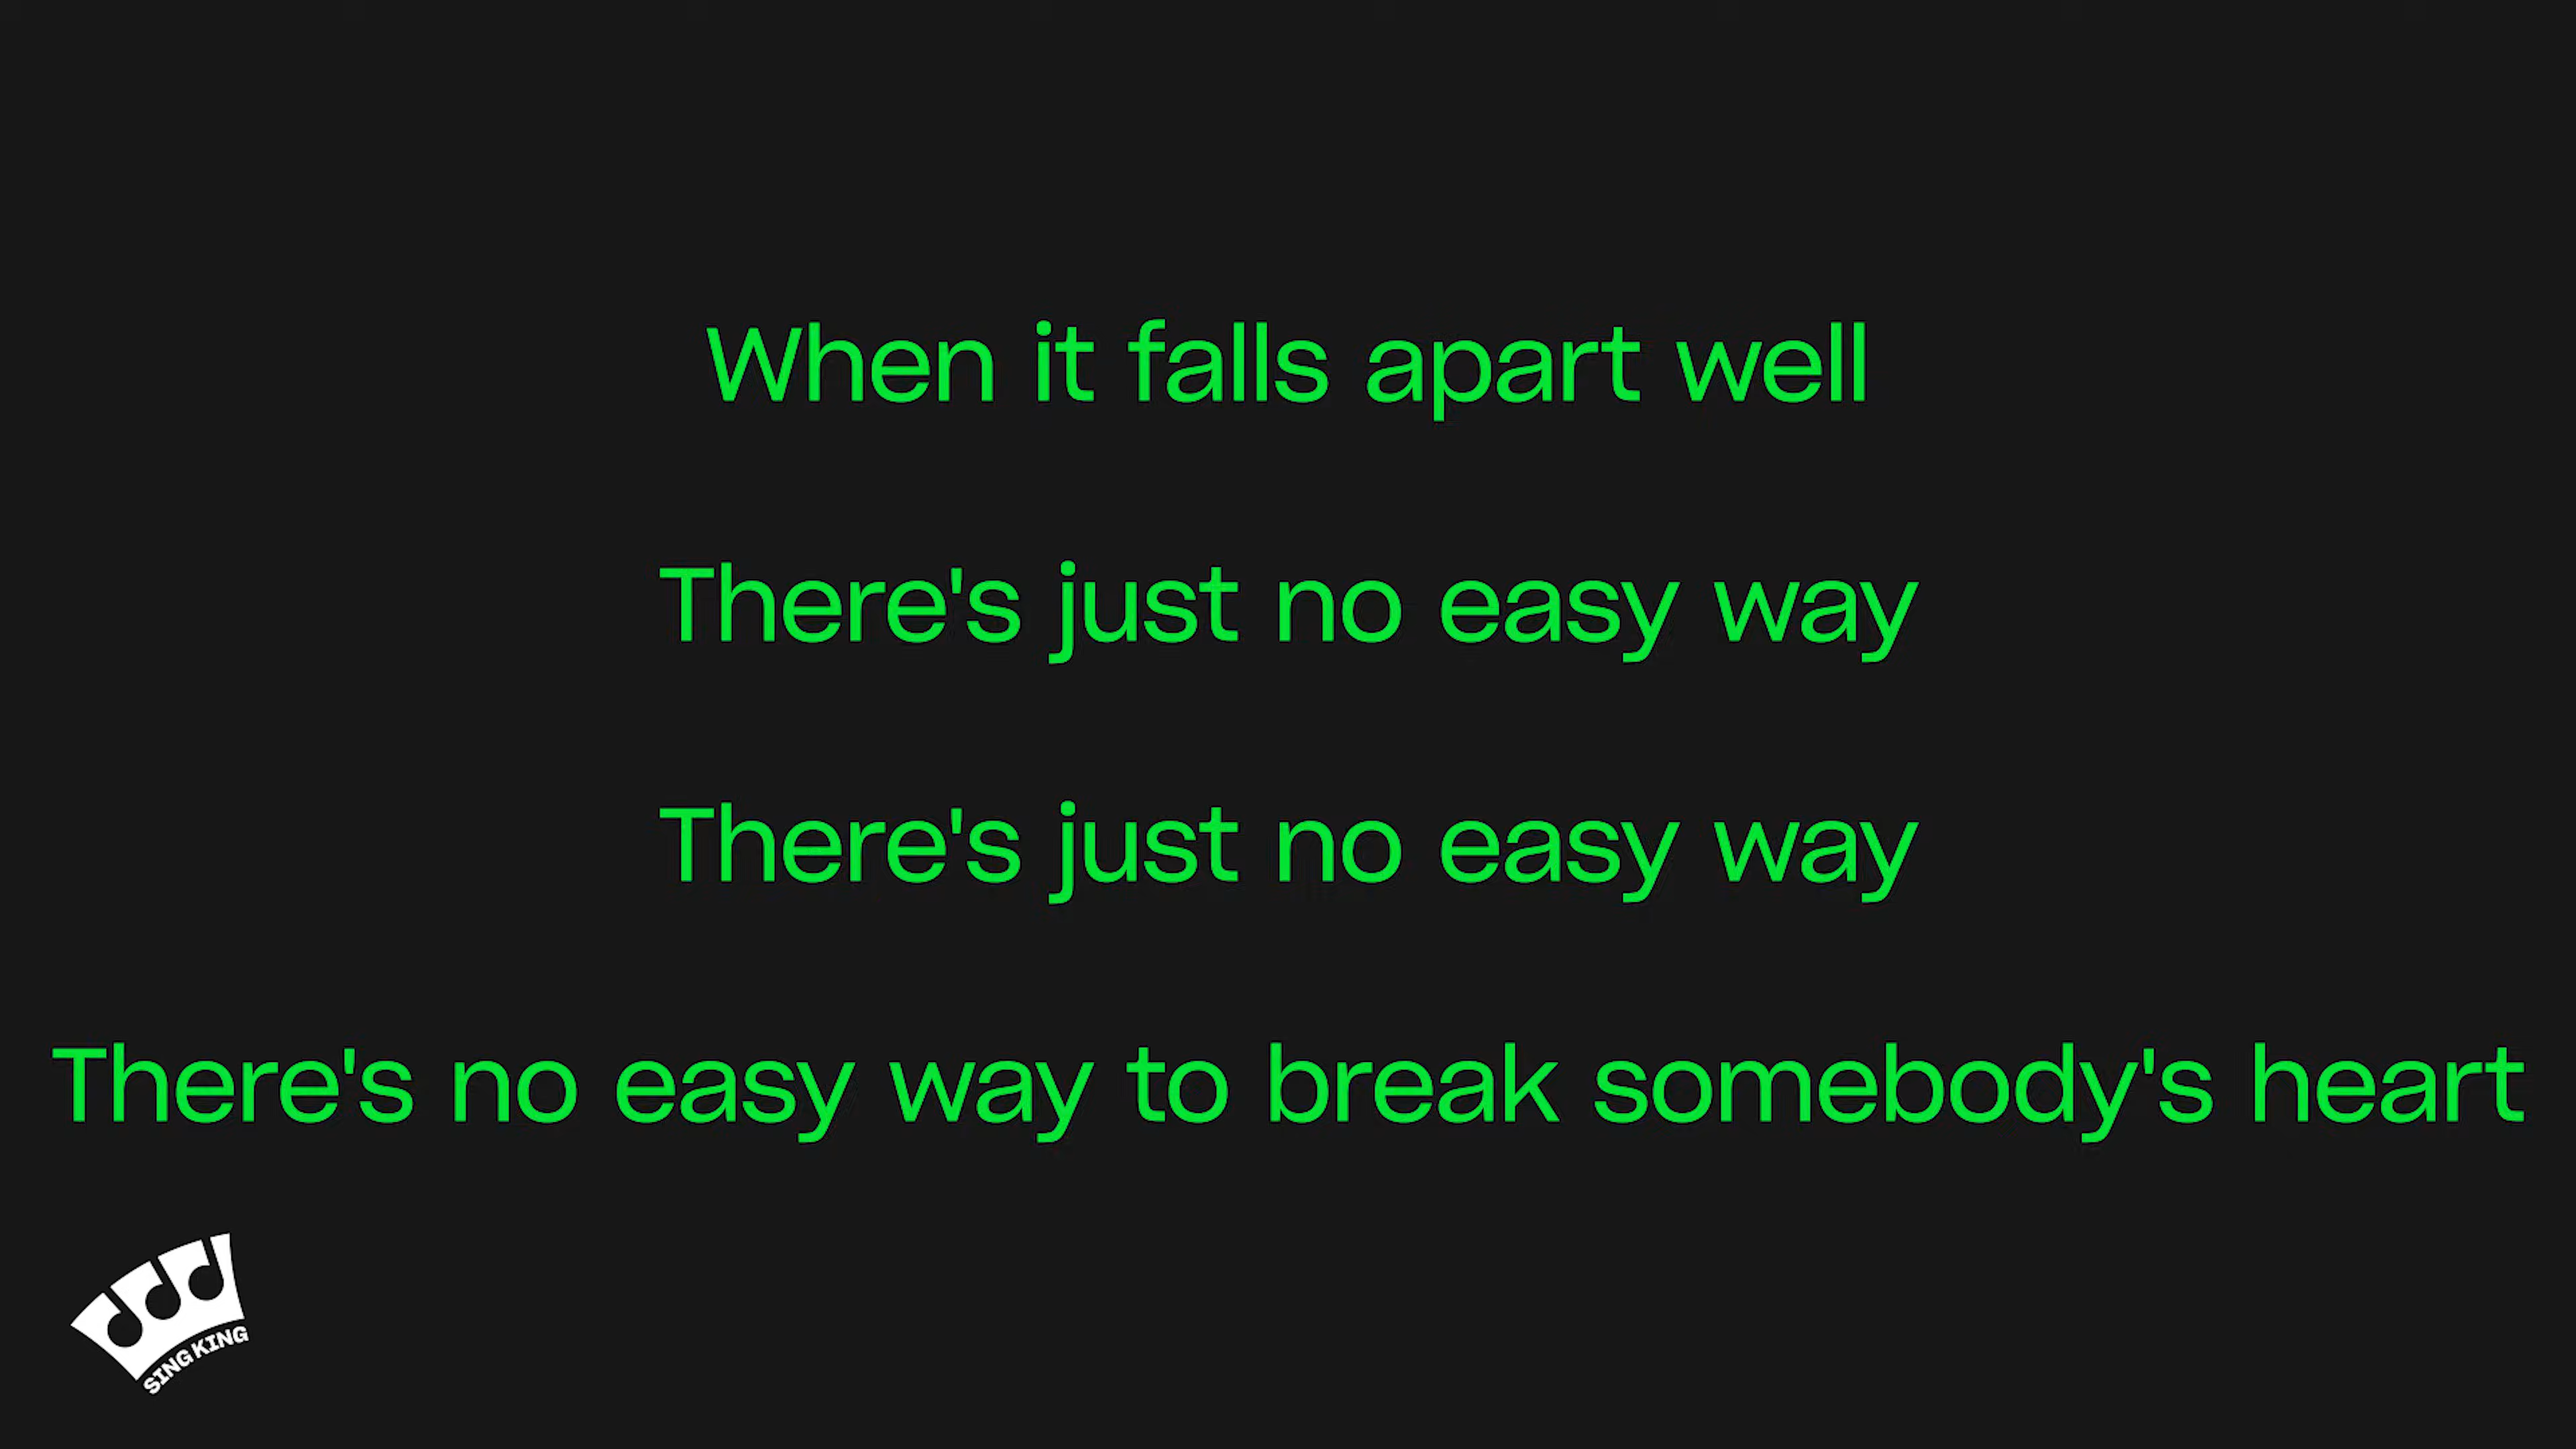 When it falls apart well
There's just no easy way
There's just no easy way
There's no easy way to break somebody's heart
SING KING